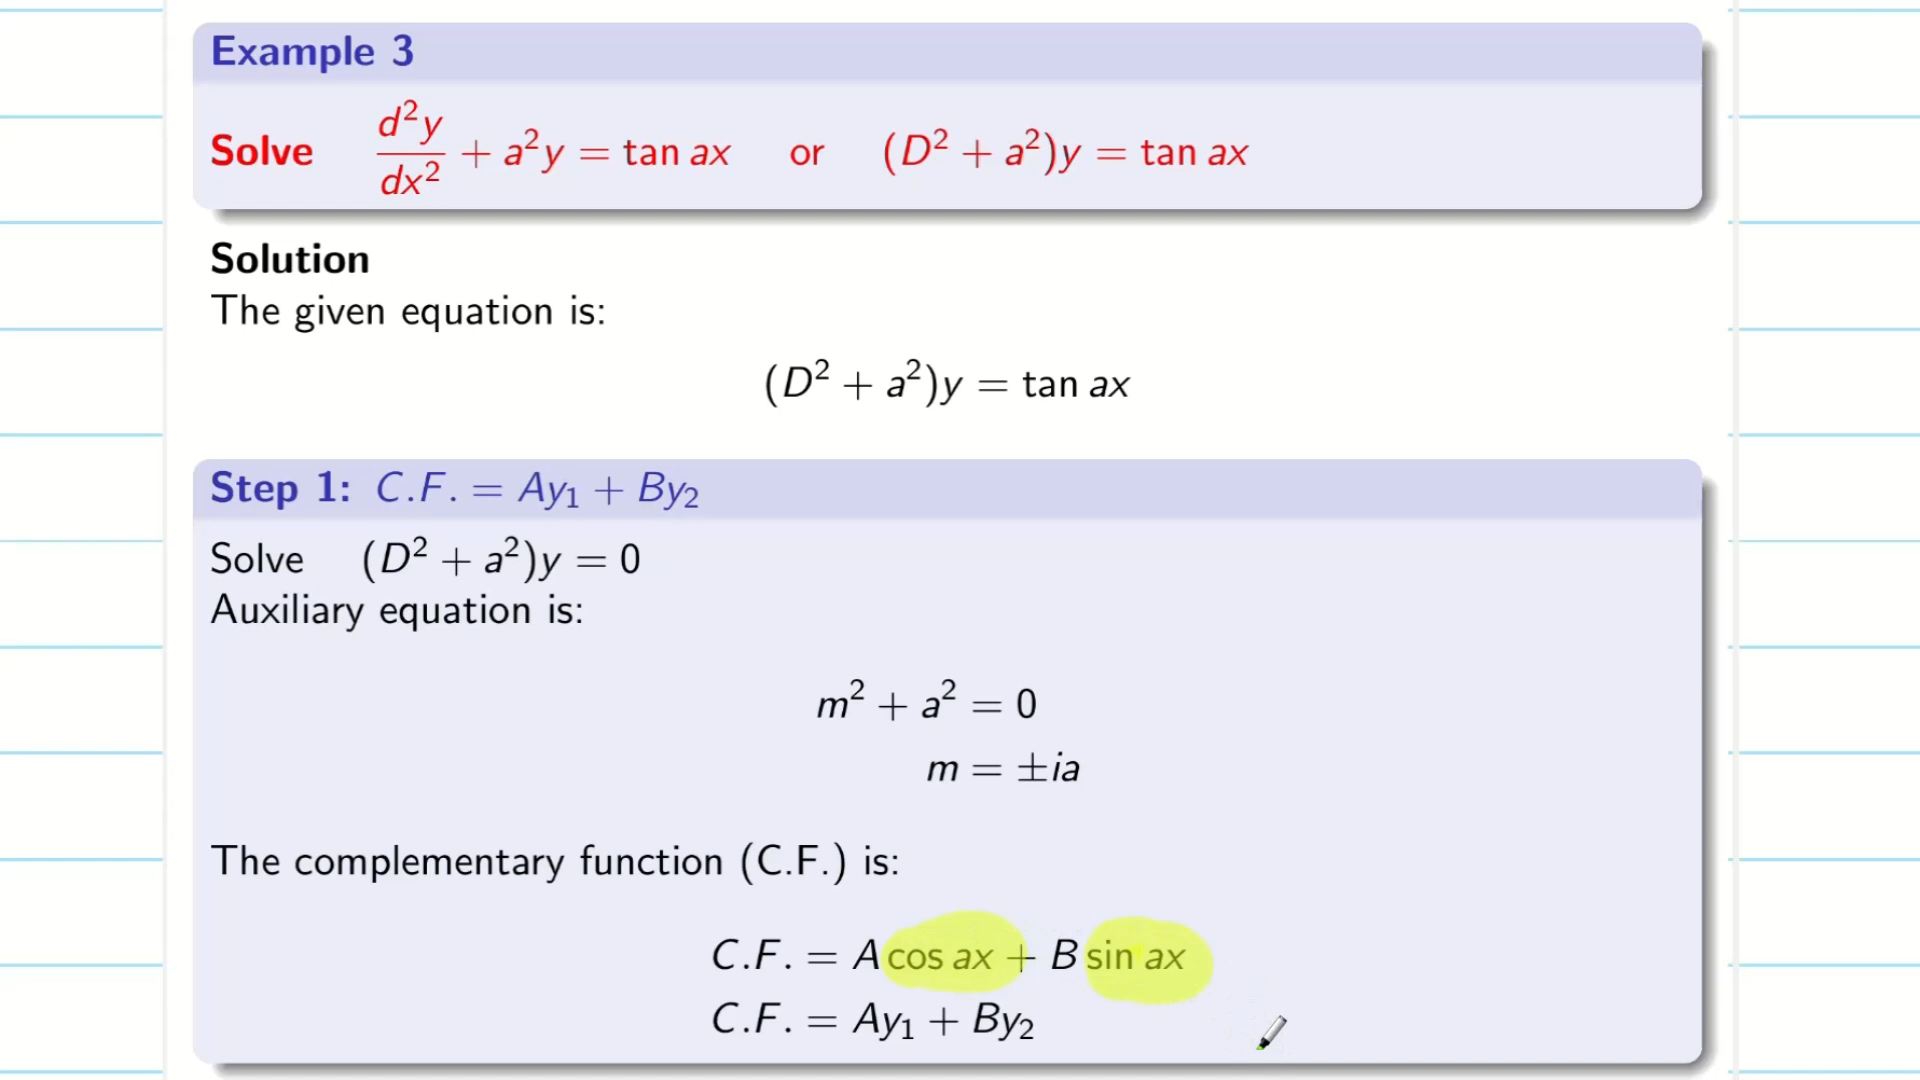 Example 3
Solve d²y/dx² + a²y = tan ax or (D² + a²)y = tan ax
Solution
The given equation is:
(D² + a²)y = tan ax
Step 1: C.F. = Ay₁ + By₂
Solve (D² + a²)y = 0
Auxiliary equation is:
m² + a² = 0
m = ±ia
The complementary function (C.F.) is:
C.F. = A cos ax + B sin ax
C.F. = Ay₁ + By₂